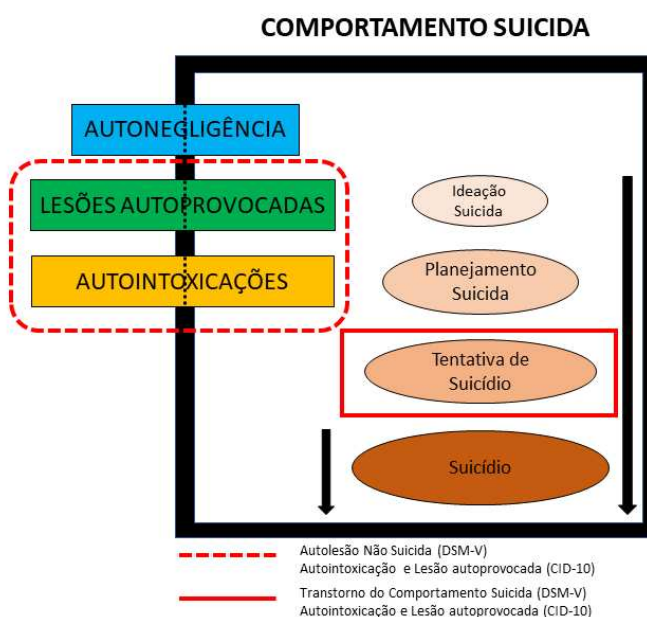 COMPORTAMENTO SUICIDA
AUTONEGLIGÊNCIA
LESÕES AUTOPROVOCADAS
AUTOINTOXICAÇÕES
Ideação
Suicida
Planejamento
Suicida
Tentativa de
Suicídio
Suicídio
Autolesão Não Suicida (DSM-V)
Autointoxicação e Lesão autoprovocada (CID-10)
Transtorno do Comportamento Suicida (DSM-V)
Autointoxicação e Lesão autoprovocada (CID-10)